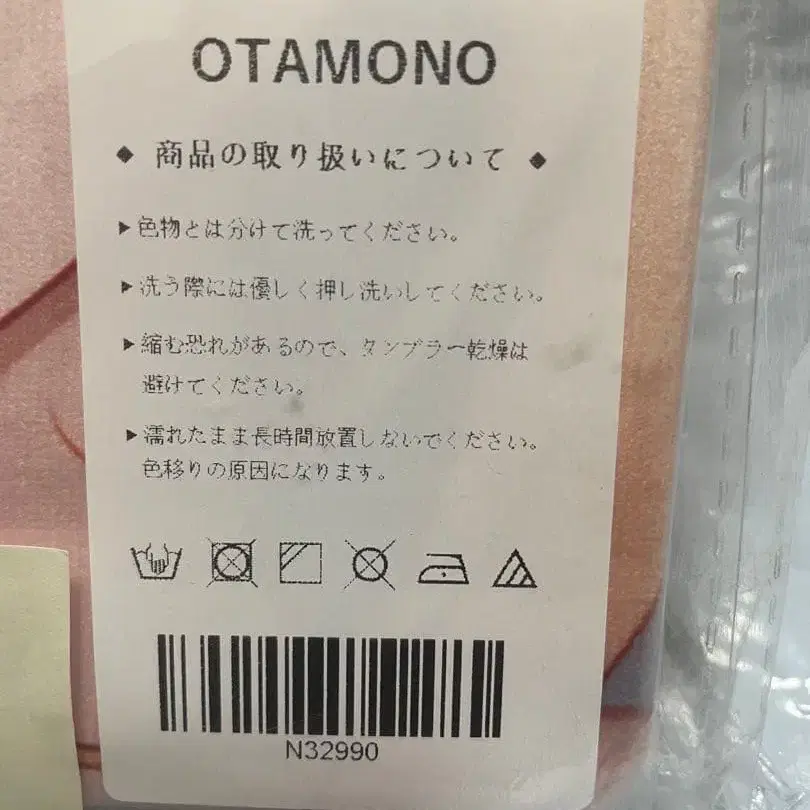 OTAMONO
◆ 商品の取り扱いについて ◆
▶色物とは分けて洗ってください。
▶洗う際には優しく押し洗いしてください。
▶縮む恐れがあるので、タンブラー乾燥は
避けてください。
▶濡れたまま長時間放置しないでください。
色移りの原因になります。
N32990